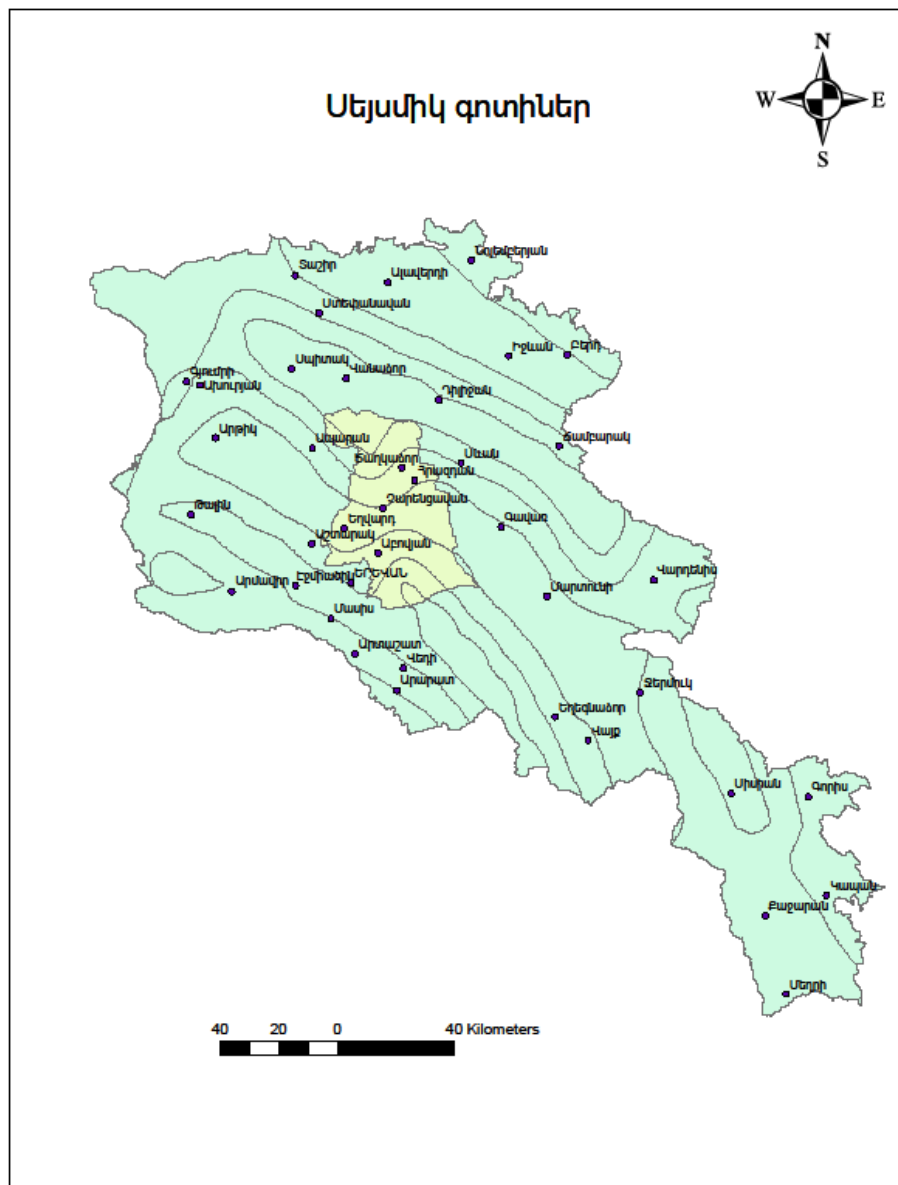 N
Սեյսմիկ գոտիներ
W E
S
Նոյեմբերյան
Տաշիր
Ալավերդի
Ստեփանավան
Իջևան
Բերդ
Սպիտակ
Վանաձոր
Գյումրի
Ախուրյան
Դիլիջան
Արթիկ
Ապարան
Ճամբարակ
Ծաղկաձոր
Սևան
Հրազդան
Չարենցավան
Թալին
Եղվարդ
Գավառ
Աշտարակ
Աբովյան
Արմավիր
Էջմիածին
ԵՐԵՎԱՆ
Վարդենիս
Մարտունի
Մասիս
Արտաշատ
Վեդի
Արարատ
Ջերմուկ
Եղեգնաձոր
Վայք
Սիսիան
Գորիս
Կապան
Քաջարան
Մեղրի
40 20 0 40 Kilometers